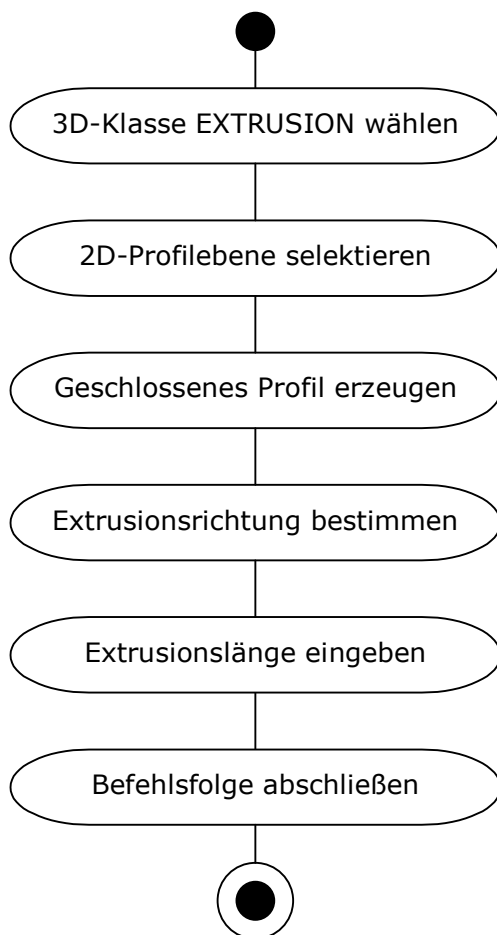 3D-Klasse EXTRUSION wählen
2D-Profilebene selektieren
Geschlossenes Profil erzeugen
Extrusionsrichtung bestimmen
Extrusionslänge eingeben
Befehlsfolge abschließen